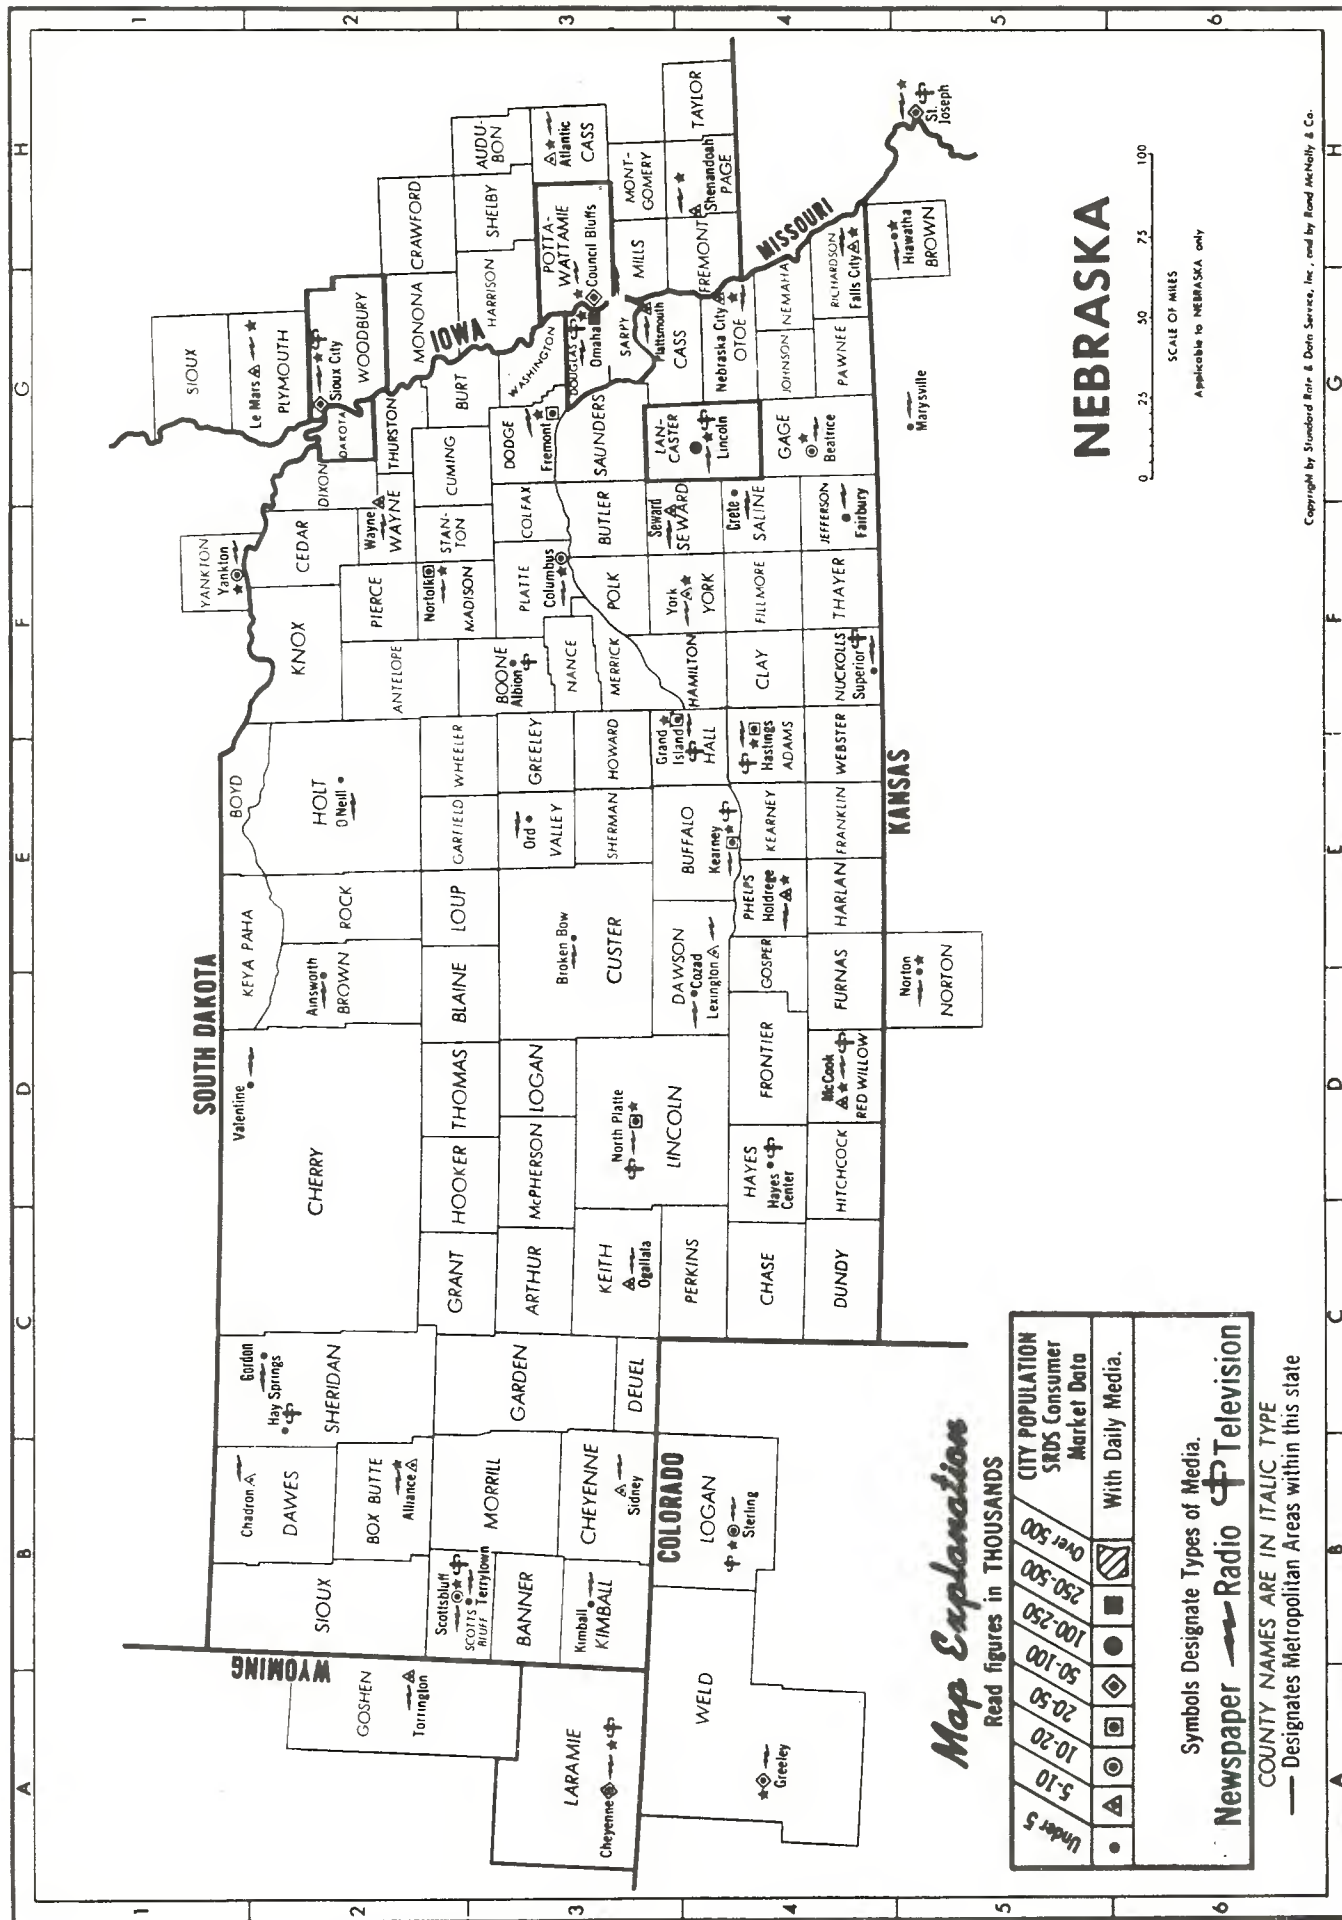 A
B
C
D
E
F
G
H
1
2
3
4
5
6
SOUTH DAKOTA
WYOMING
COLORADO
KANSAS
IOWA
MISSOURI
SIOUX
Chadron
DAWES
BOX BUTTE
Alliance
Gordon
Hay Springs
SHERIDAN
Valentine
CHERRY
KEYA PAHA
Ainsworth
BROWN
ROCK
BOYD
HOLT
O'Neill
KNOX
ANTELOPE
PIERCE
CEDAR
DIXON
DAKOTA
Wayne
WAYNE
THURSTON
YANKTON
Yankton
SIOUX
Le Mars
PLYMOUTH
Sioux City
WOODBURY
MONONA
CRAWFORD
HARRISON
SHELBY
AUDU-
BON
POTTA-
WATTAMIE
Council Bluffs
Atlantic
CASS
MILLS
MONT-
GOMERY
FREMONT
Shenandoah
PAGE
TAYLOR
St.
Joseph
Scottsbluff
SCOTTS
BLUFF
Terrytown
MORRILL
BANNER
Kimball
KIMBALL
CHEYENNE
Sidney
GARDEN
DEUEL
GRANT
HOOKER
THOMAS
BLAINE
LOUP
GARFIELD
WHEELER
ARTHUR
McPHERSON
LOGAN
Broken Bow
CUSTER
Ord
VALLEY
GREELEY
BOONE
Albion
Norfolk
MADISON
STAN-
TON
CUMING
BURT
PLATTE
Columbus
COLFAX
DODGE
Fremont
WASHINGTON
DOUGLAS
Omaha
SARPY
KEITH
Ogallala
North Platte
LINCOLN
SHERMAN
HOWARD
NANCE
MERRICK
POLK
BUTLER
SAUNDERS
Plattsmouth
CASS
PERKINS
DAWSON
Cozad
Lexington
BUFFALO
Kearney
Grand
Island
HALL
HAMILTON
York
YORK
Seward
SEWARD
LAN-
CASTER
Lincoln
Nebraska City
OTOE
CHASE
HAYES
Hayes
Center
FRONTIER
GOSPER
PHELPS
Holdrege
KEARNEY
Hastings
ADAMS
CLAY
FILLMORE
Crete
SALINE
GAGE
Beatrice
JOHNSON
NEMAHA
DUNDY
HITCHCOCK
McCook
RED WILLOW
FURNAS
HARLAN
FRANKLIN
WEBSTER
NUCKOLLS
Superior
THAYER
JEFFERSON
Fairbury
PAWNEE
RICHARDSON
Falls City
GOSHEN
Torrington
LARAMIE
Cheyenne
WELD
Greeley
LOGAN
Sterling
Norton
NORTON
Marysville
Hiawatha
BROWN
NEBRASKA
0 25 50 75 100
SCALE OF MILES
Applicable to NEBRASKA only
Copyright by Standard Rate & Data Service, Inc., and by Rand McNally & Co.
Map Explanation
Read figures in THOUSANDS
Under 5
5-10
10-20
20-50
50-100
100-250
250-500
Over 500
CITY POPULATION
SRDS Consumer
Market Data
With Daily Media.
Symbols Designate Types of Media.
Newspaper Radio Television
COUNTY NAMES ARE IN ITALIC TYPE
Designates Metropolitan Areas within this state